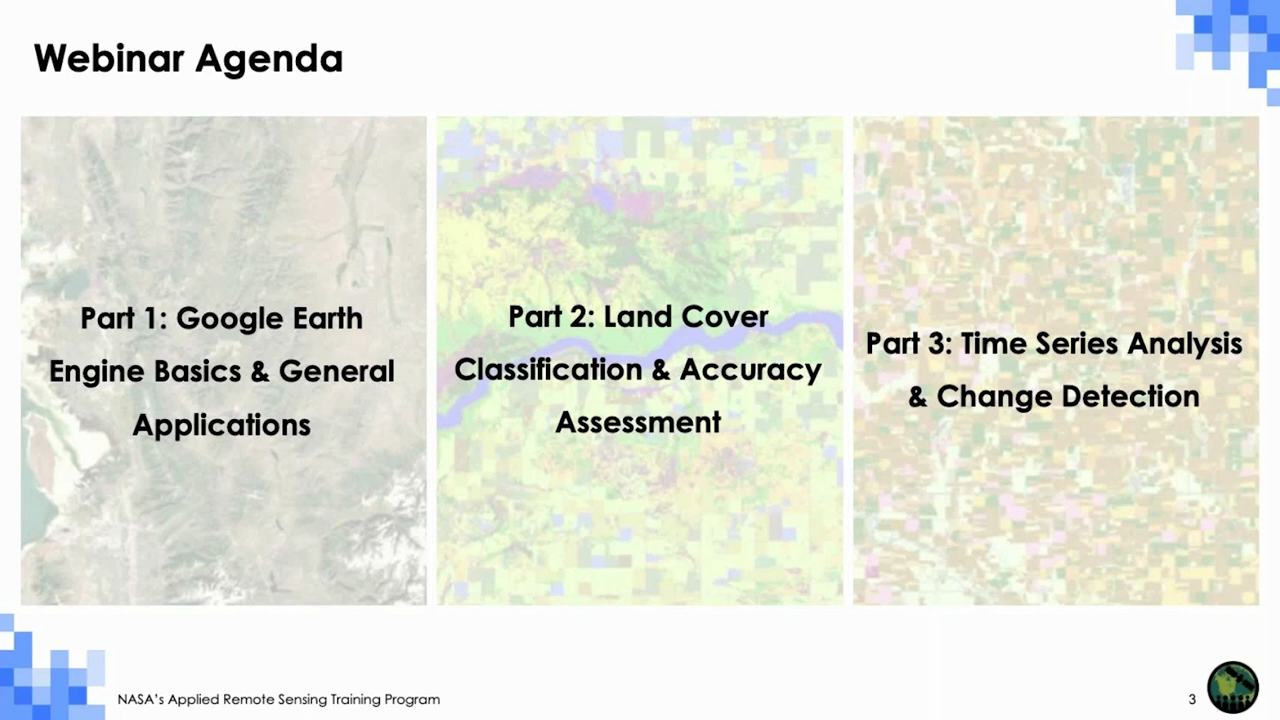 Webinar Agenda
Part 1: Google Earth
Engine Basics & General
Applications
Part 2: Land Cover
Classification & Accuracy
Assessment
Part 3: Time Series Analysis
& Change Detection
NASA's Applied Remote Sensing Training Program
3